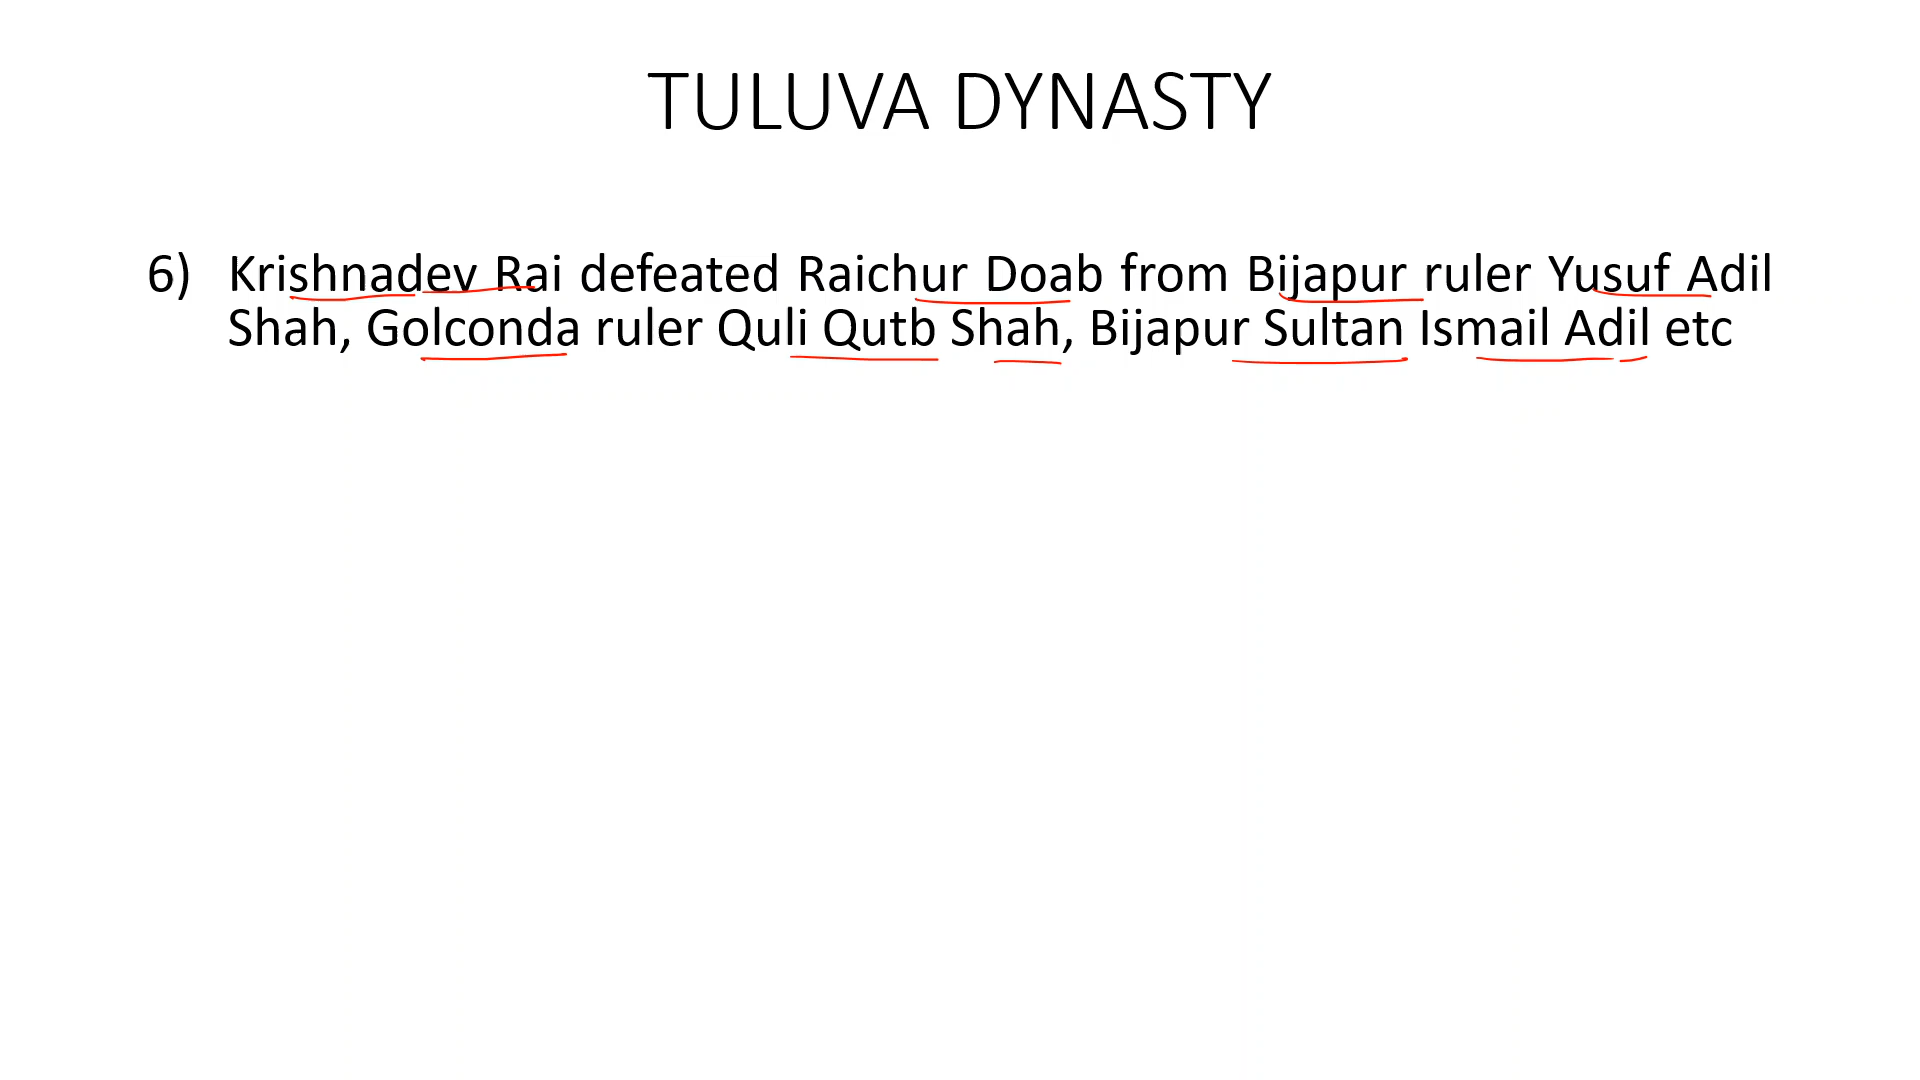 TULUVA DYNASTY
6) Krishnadev Rai defeated Raichur Doab from Bijapur ruler Yusuf Adil
Shah, Golconda ruler Quli Qutb Shah, Bijapur Sultan Ismail Adil etc